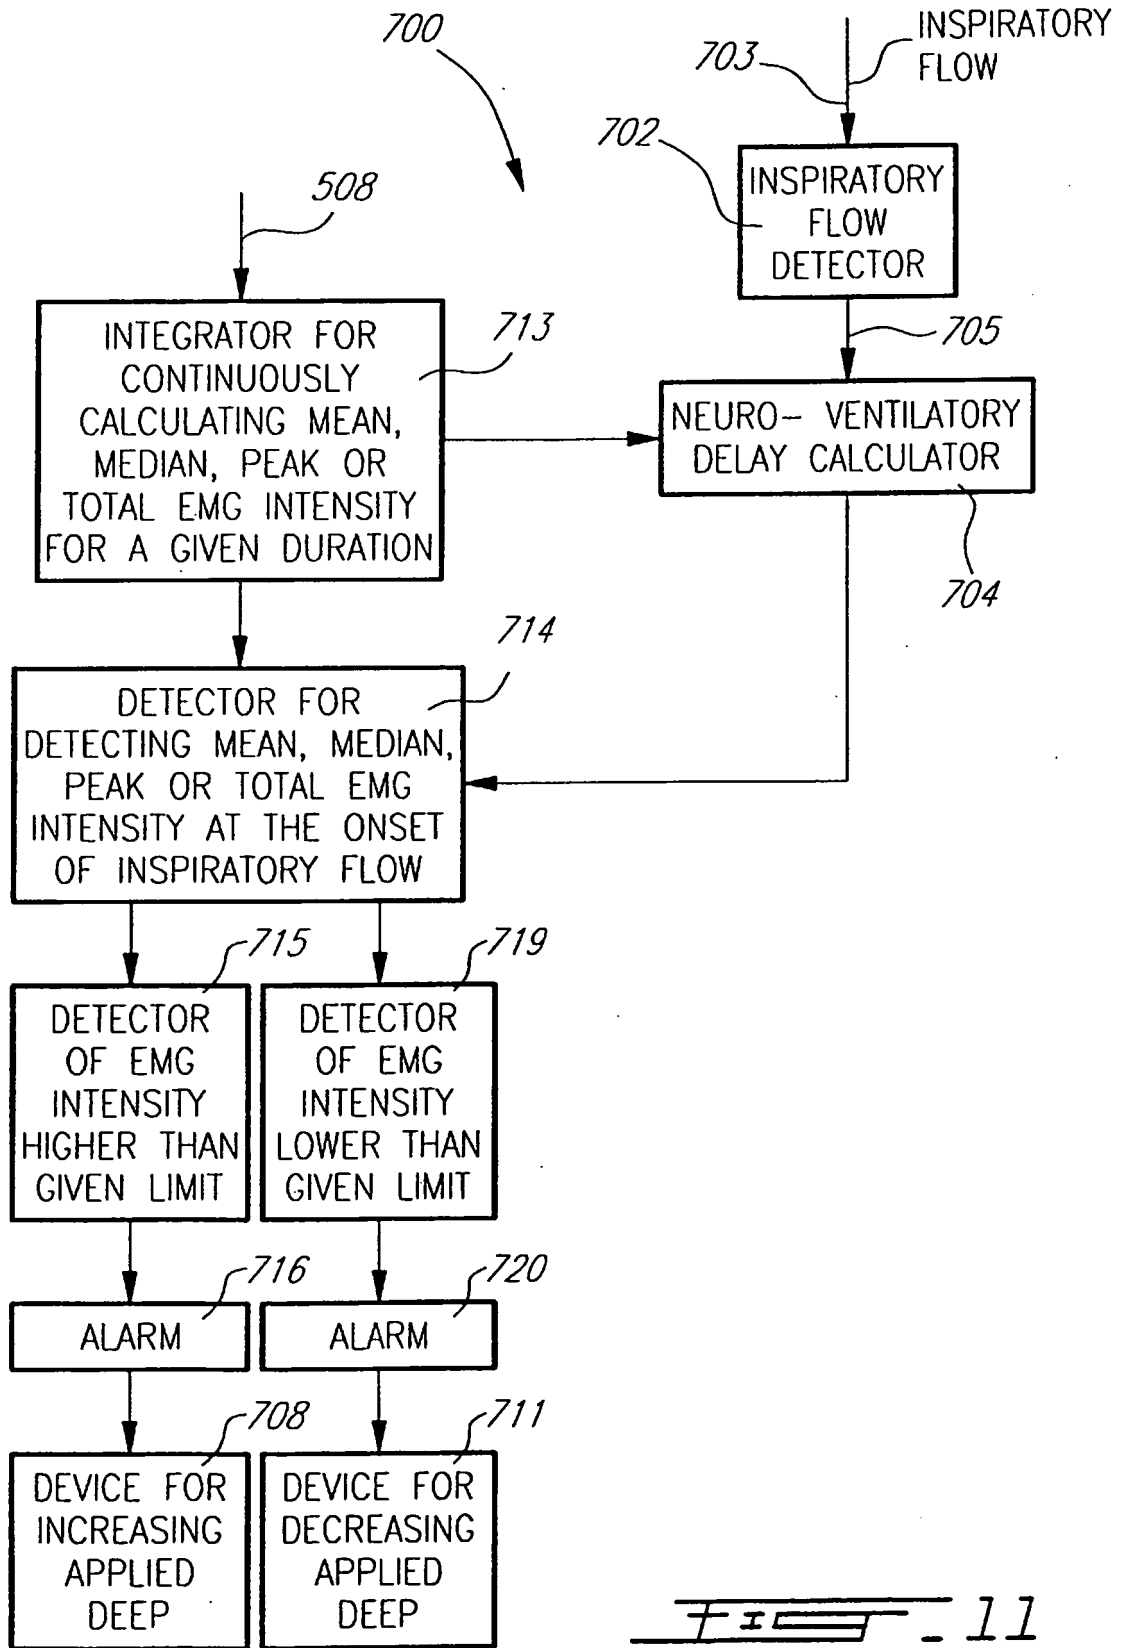 700
703
INSPIRATORY
FLOW
702
INSPIRATORY
FLOW
DETECTOR
508
705
INTEGRATOR FOR
CONTINUOUSLY
CALCULATING MEAN,
MEDIAN, PEAK OR
TOTAL EMG INTENSITY
FOR A GIVEN DURATION
713
NEURO- VENTILATORY
DELAY CALCULATOR
704
714
DETECTOR FOR
DETECTING MEAN, MEDIAN,
PEAK OR TOTAL EMG
INTENSITY AT THE ONSET
OF INSPIRATORY FLOW
715
DETECTOR
OF EMG
INTENSITY
HIGHER THAN
GIVEN LIMIT
719
DETECTOR
OF EMG
INTENSITY
LOWER THAN
GIVEN LIMIT
716
ALARM
720
ALARM
708
DEVICE FOR
INCREASING
APPLIED
DEEP
711
DEVICE FOR
DECREASING
APPLIED
DEEP
FIG. 11